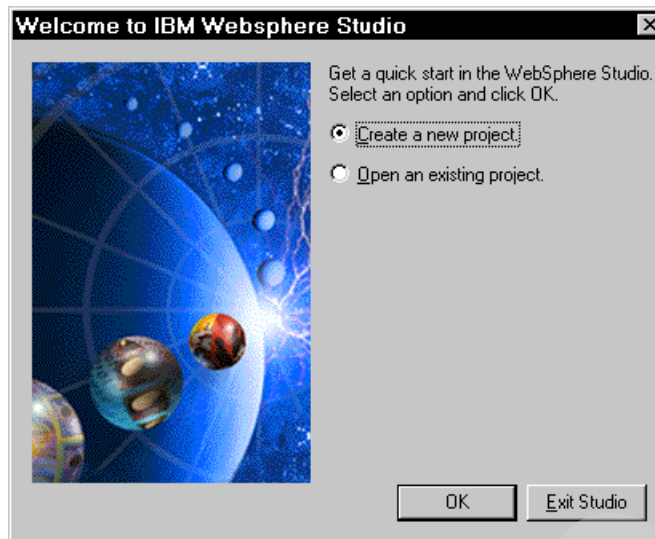 Welcome to IBM Websphere Studio
Get a quick start in the WebSphere Studio.
Select an option and click OK.
Create a new project.
Open an existing project.
OK
Exit Studio